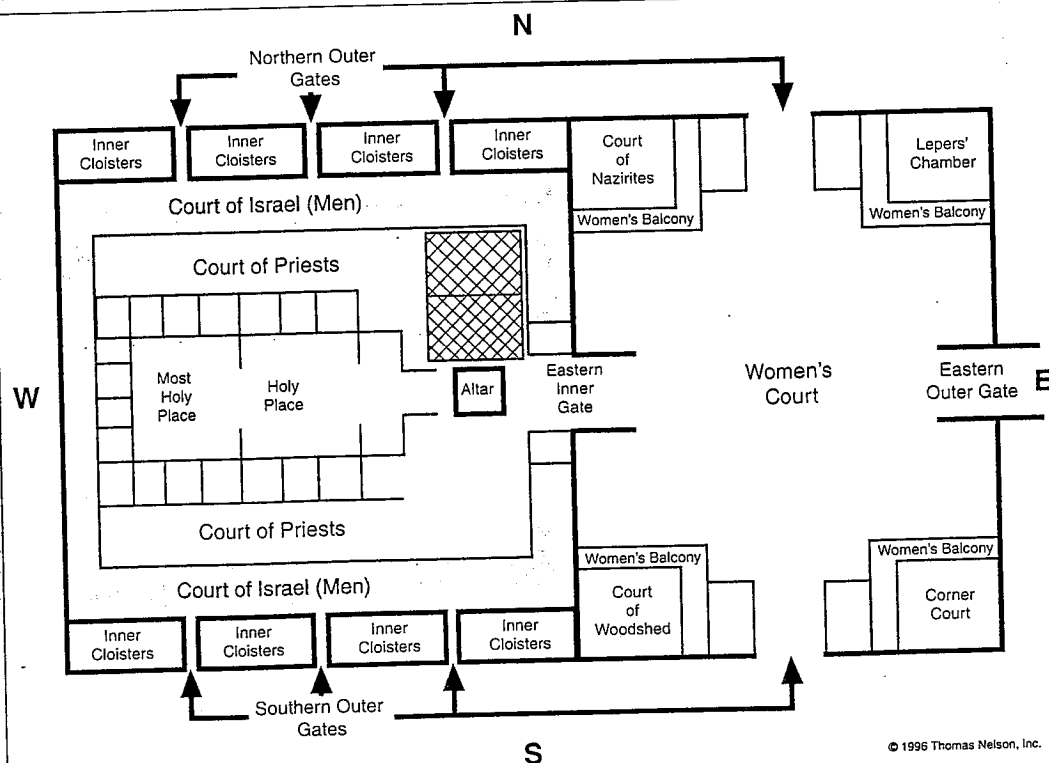 N
Northern Outer
Gates
Inner
Cloisters
Inner
Cloisters
Inner
Cloisters
Inner
Cloisters
Court
of
Nazirites
Women's Balcony
Lepers'
Chamber
Women's Balcony
Court of Israel (Men)
Court of Priests
W
Most
Holy
Place
Holy
Place
Altar
Eastern
Inner
Gate
Women's
Court
Eastern
Outer Gate
E
Court of Priests
Court of Israel (Men)
Women's Balcony
Court
of
Woodshed
Women's Balcony
Corner
Court
Inner
Cloisters
Inner
Cloisters
Inner
Cloisters
Inner
Cloisters
Southern Outer
Gates
S
© 1996 Thomas Nelson, Inc.